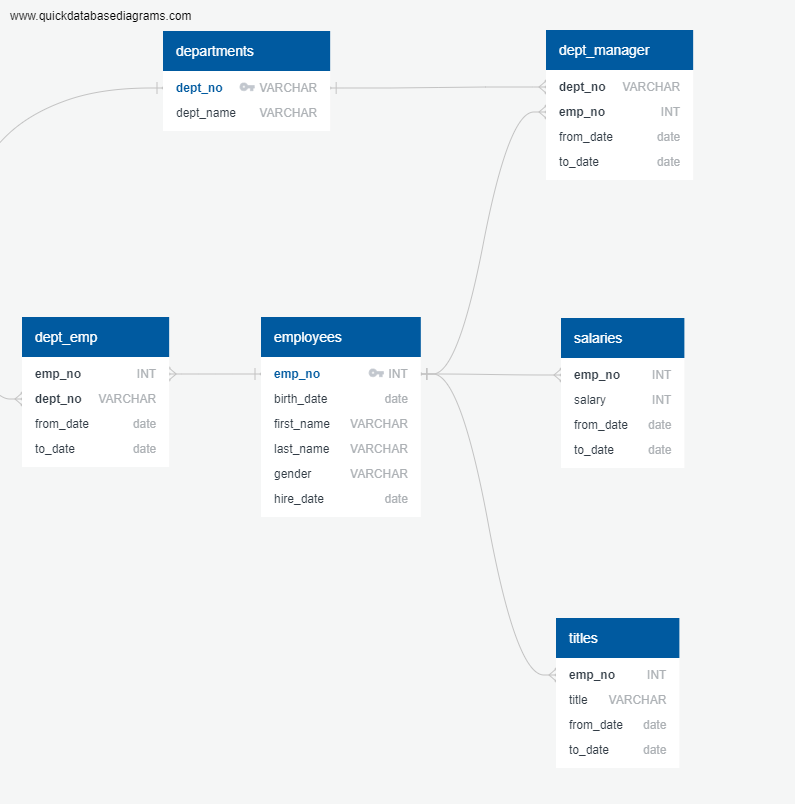 www.quickdatabasediagrams.com
departments
dept_no VARCHAR
dept_name VARCHAR
dept_manager
dept_no VARCHAR
emp_no INT
from_date date
to_date date
dept_emp
emp_no INT
dept_no VARCHAR
from_date date
to_date date
employees
emp_no INT
birth_date date
first_name VARCHAR
last_name VARCHAR
gender VARCHAR
hire_date date
salaries
emp_no INT
salary INT
from_date date
to_date date
titles
emp_no INT
title VARCHAR
from_date date
to_date date